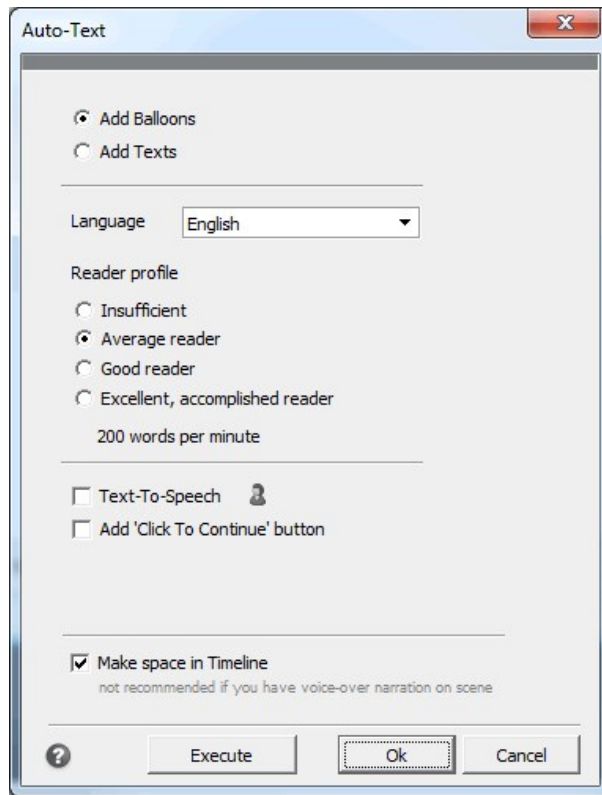 Auto-Text
Add Balloons
Add Texts
Language English
Reader profile
Insufficient
Average reader
Good reader
Excellent, accomplished reader
200 words per minute
Text-To-Speech
Add 'Click To Continue' button
Make space in Timeline
not recommended if you have voice-over narration on scene
? Execute Ok Cancel